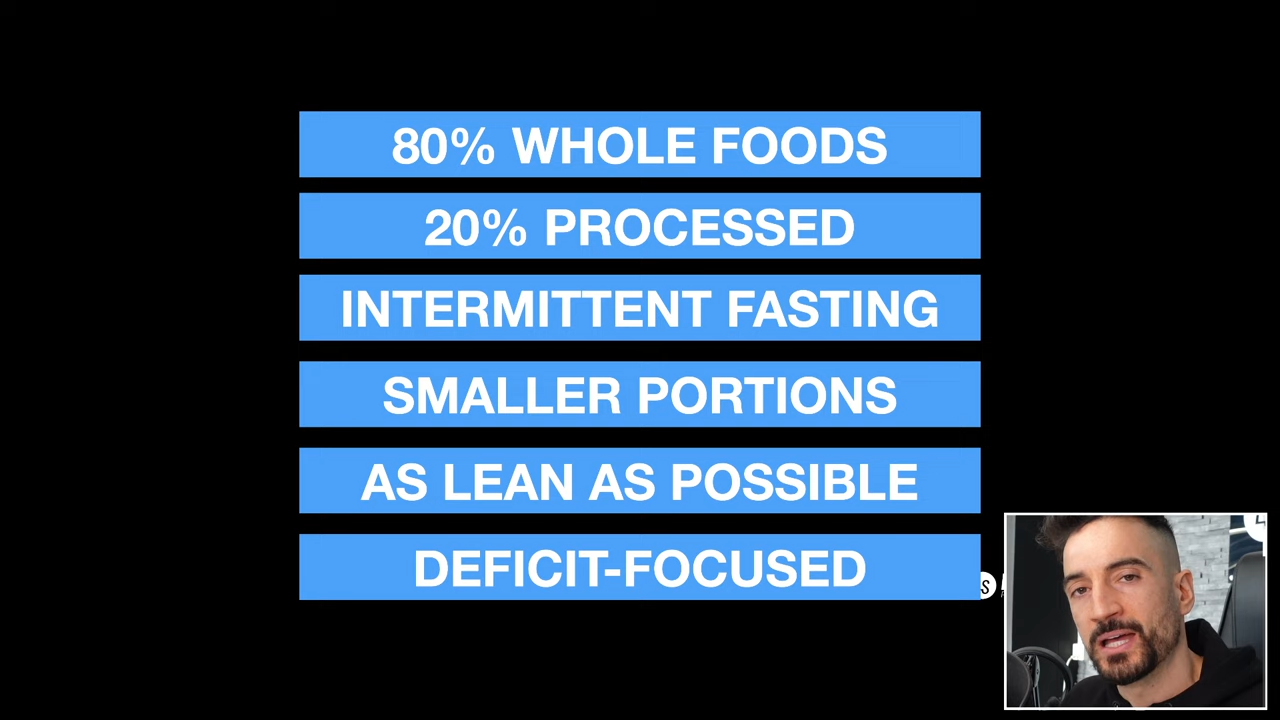 80% WHOLE FOODS
20% PROCESSED
INTERMITTENT FASTING
SMALLER PORTIONS
AS LEAN AS POSSIBLE
DEFICIT-FOCUSED
S